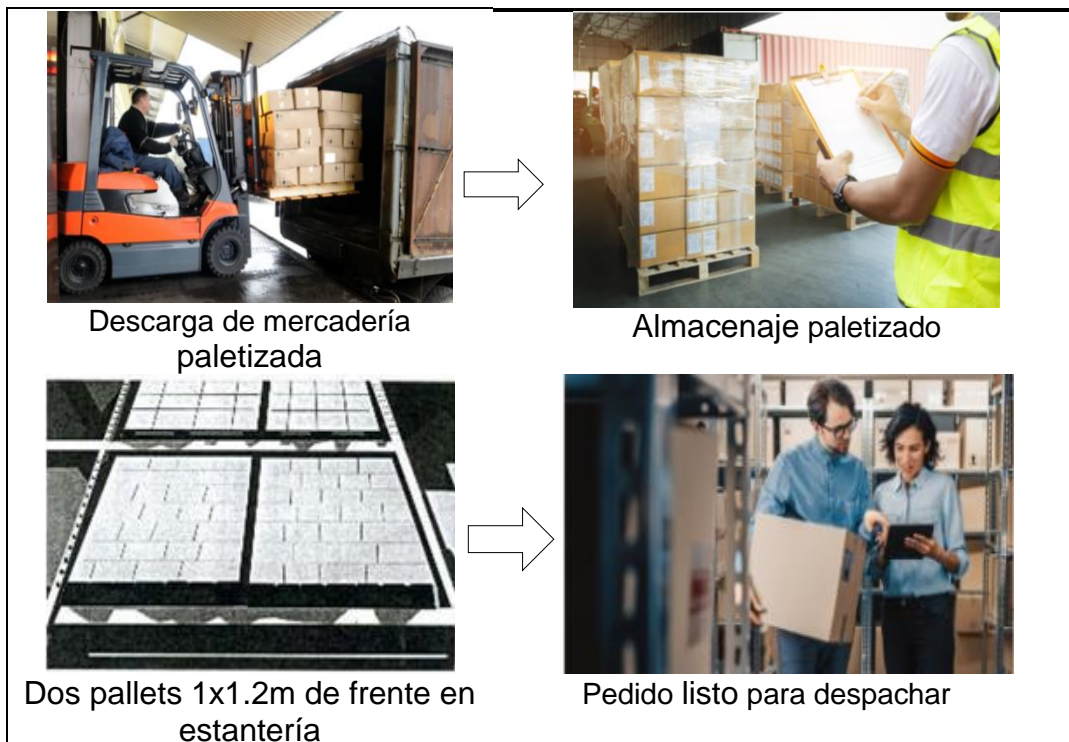 Descarga de mercadería
paletizada
Almacenaje paletizado
Dos pallets 1x1.2m de frente en
estantería
Pedido listo para despachar